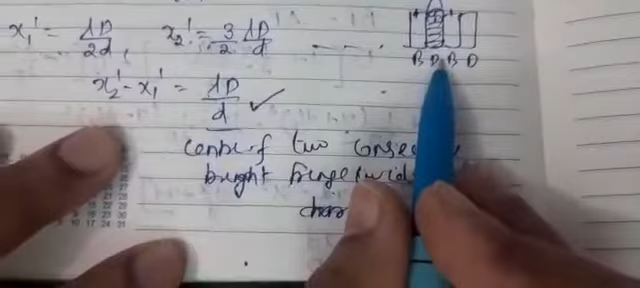 x₁' = λD/2d, x₂' = 3/2 λD/d - - -
B D B D
x₂' - x₁' = λD/d ✓
centre of two
bright fringe